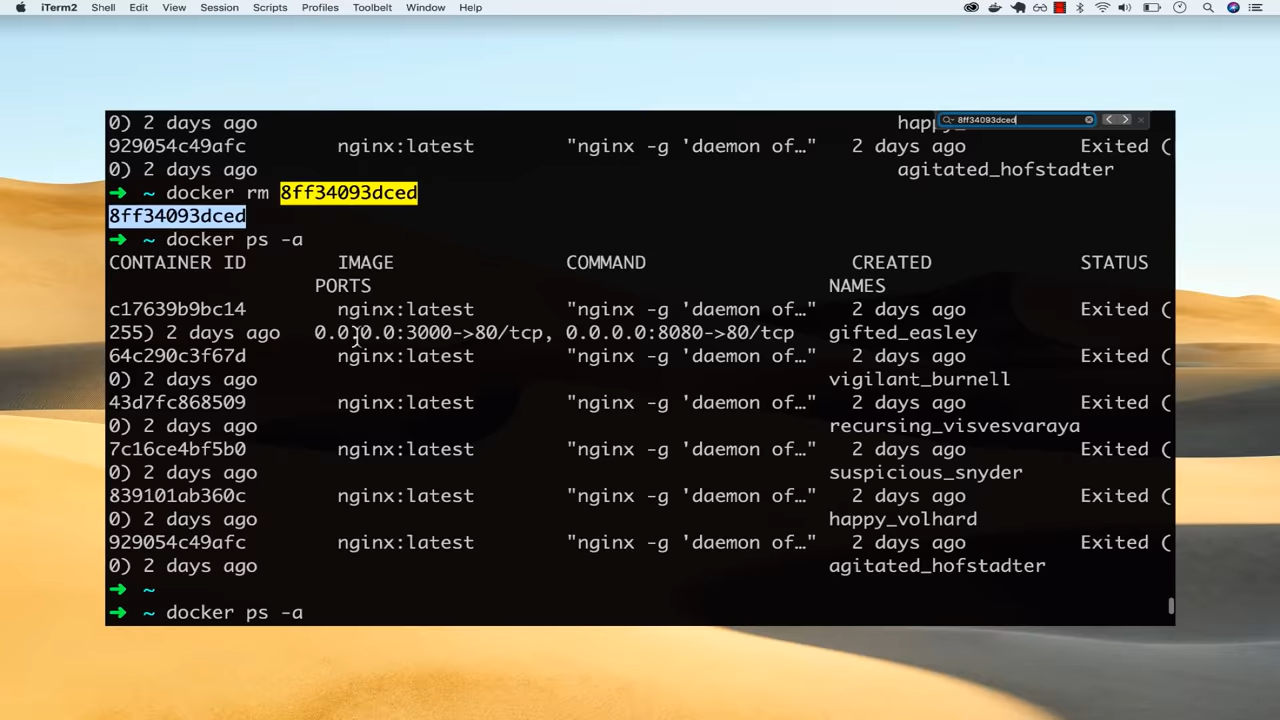 iTerm2 Shell Edit View Session Scripts Profiles Toolbelt Window Help
8ff34093dced
0) 2 days ago
929054c49afc nginx:latest "nginx -g 'daemon of…" 2 days ago Exited (
0) 2 days ago agitated_hofstadter
➜ ~ docker rm 8ff34093dced
8ff34093dced
➜ ~ docker ps -a
CONTAINER ID IMAGE COMMAND CREATED STATUS
PORTS NAMES
c17639b9bc14 nginx:latest "nginx -g 'daemon of…" 2 days ago Exited (
255) 2 days ago 0.0.0.0:3000->80/tcp, 0.0.0.0:8080->80/tcp gifted_easley
64c290c3f67d nginx:latest "nginx -g 'daemon of…" 2 days ago Exited (
0) 2 days ago vigilant_burnell
43d7fc868509 nginx:latest "nginx -g 'daemon of…" 2 days ago Exited (
0) 2 days ago recursing_visvesvaraya
7c16ce4bf5b0 nginx:latest "nginx -g 'daemon of…" 2 days ago Exited (
0) 2 days ago suspicious_snyder
839101ab360c nginx:latest "nginx -g 'daemon of…" 2 days ago Exited (
0) 2 days ago happy_volhard
929054c49afc nginx:latest "nginx -g 'daemon of…" 2 days ago Exited (
0) 2 days ago agitated_hofstadter
➜ ~
➜ ~ docker ps -a